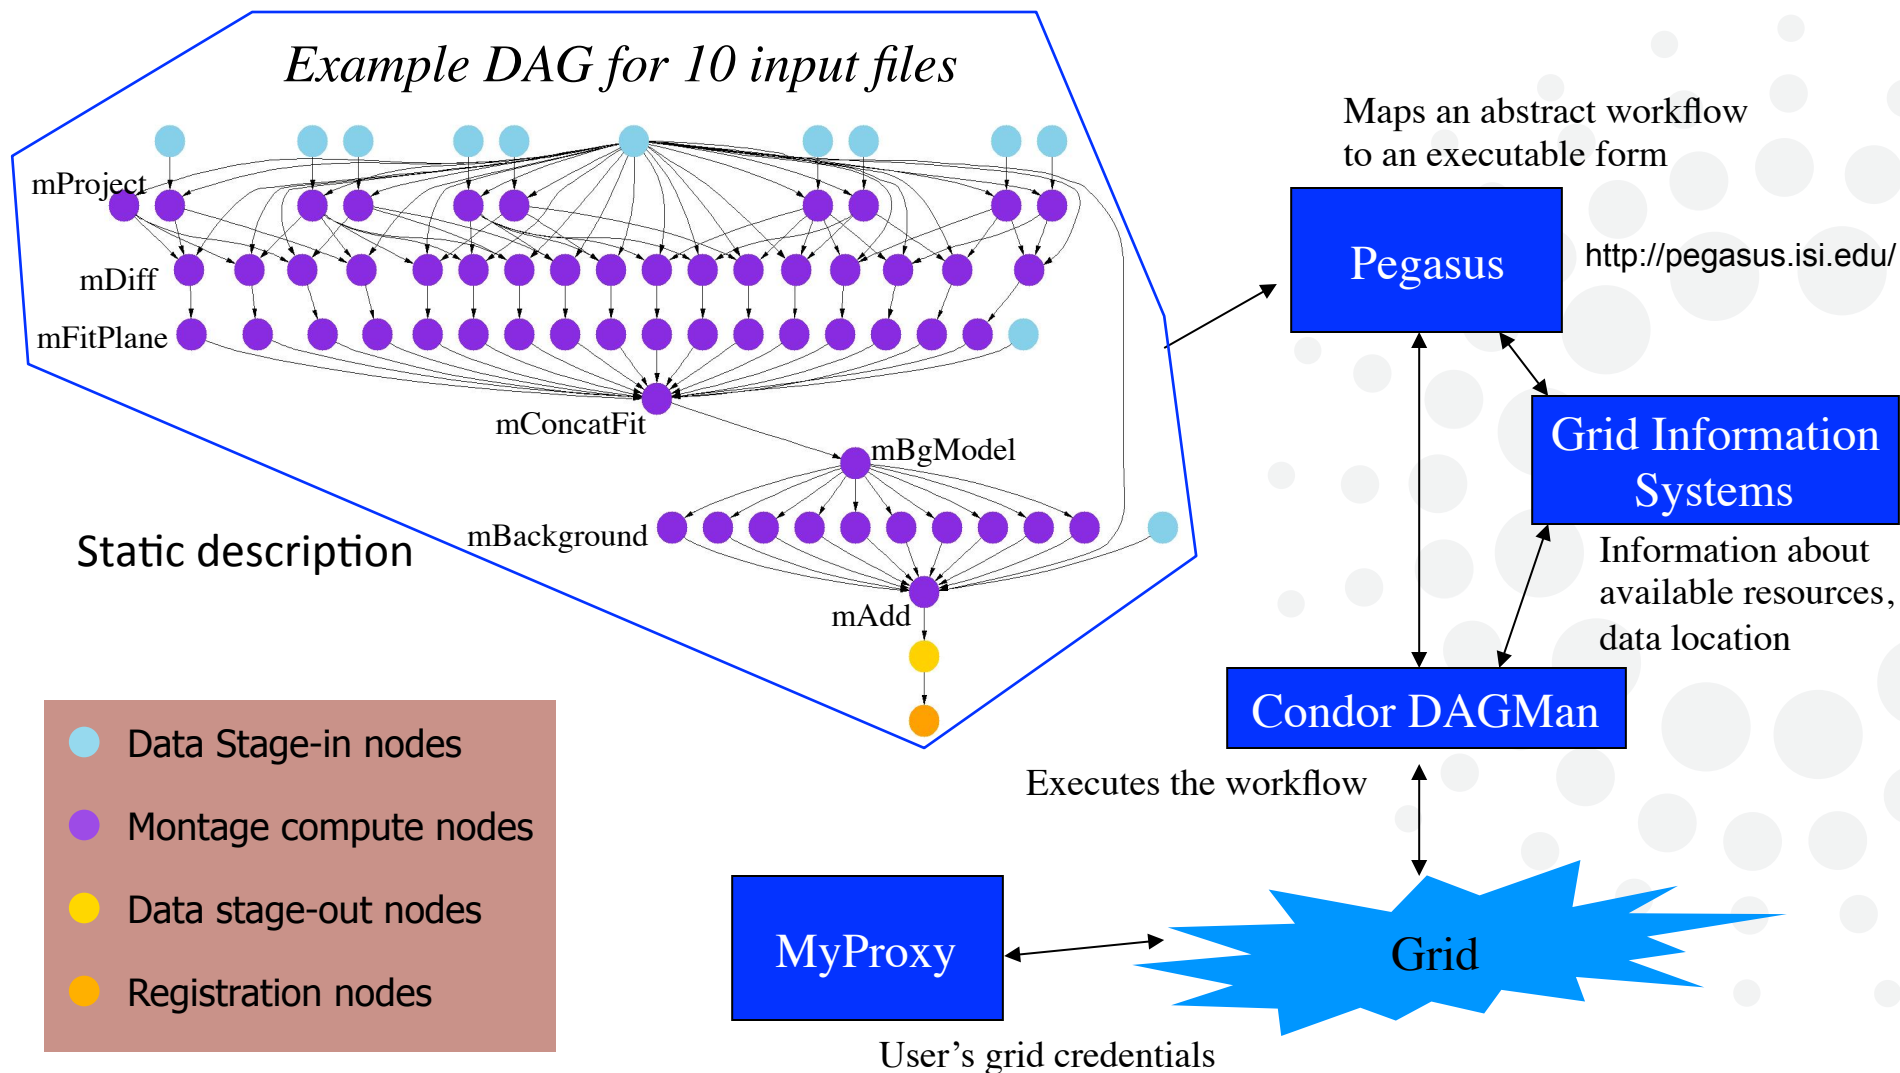 Example DAG for 10 input files
mProject
mDiff
mFitPlane
mConcatFit
mBgModel
mBackground
mAdd
Static description
Data Stage-in nodes
Montage compute nodes
Data stage-out nodes
Registration nodes
Maps an abstract workflow
to an executable form
Pegasus
http://pegasus.isi.edu/
Grid Information
Systems
Information about
available resources,
data location
Condor DAGMan
Executes the workflow
MyProxy
Grid
User's grid credentials